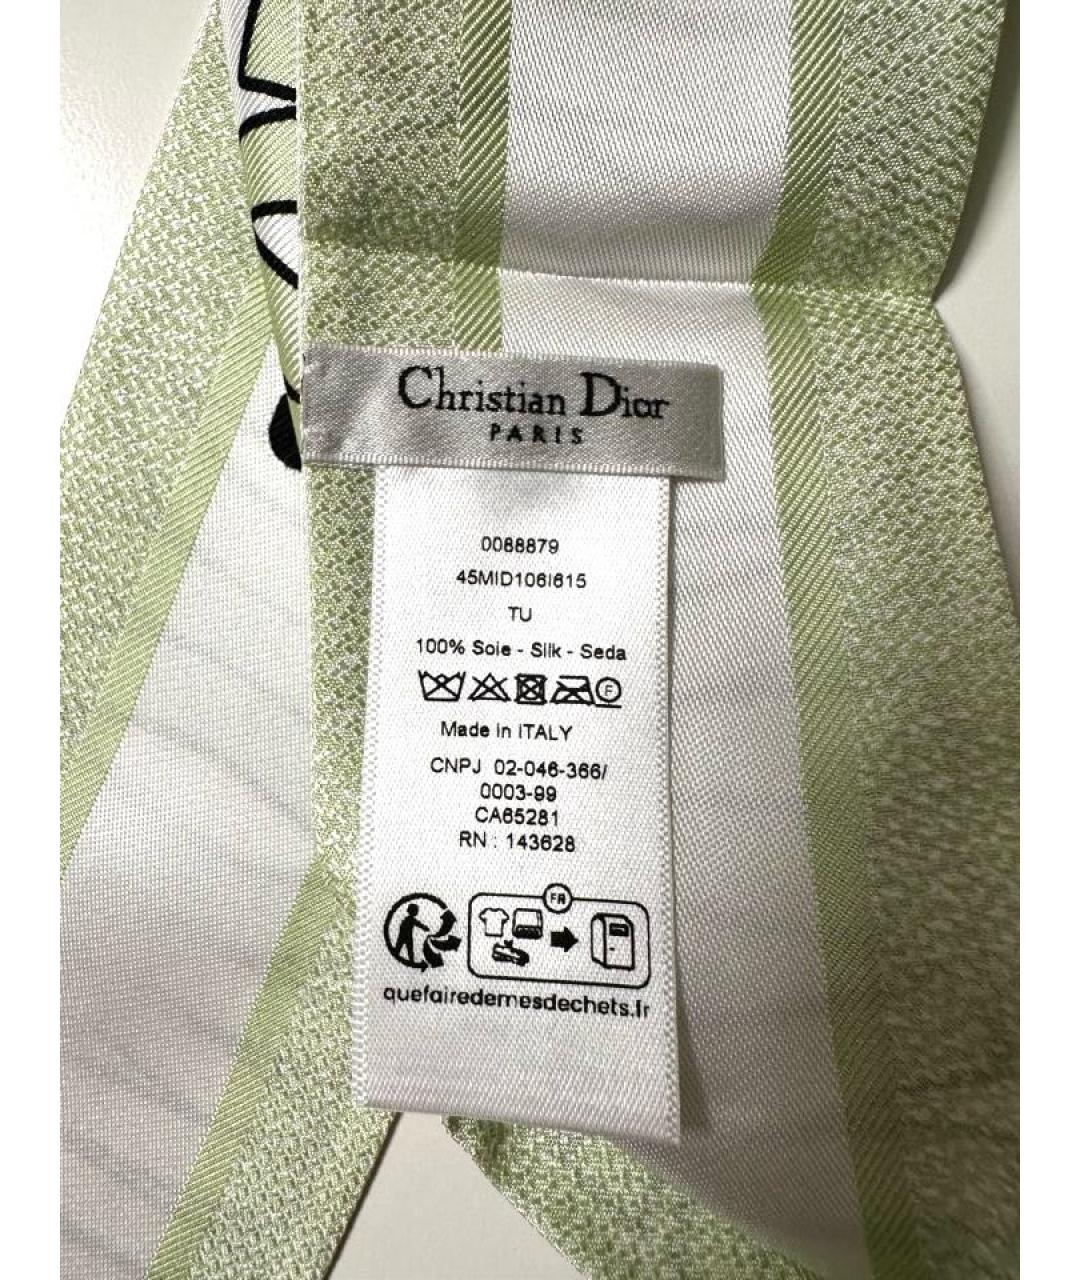 Christian Dior
PARIS
0088879
45MID106I615
TU
100% Soie - Silk - Seda
F
Made in ITALY
CNPJ 02-046-366/
0003-99
CA65281
RN : 143628
FR
quefairedemesdechets.fr